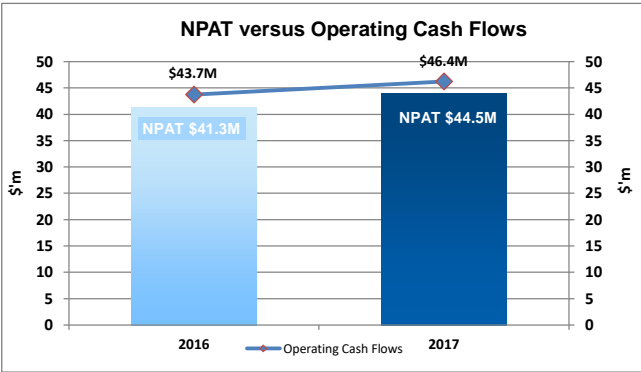 NPAT versus Operating Cash Flows
50 50
$43.7M $46.4M
45 45
40 NPAT $41.3M NPAT $44.5M 40
35 35
30 30
$'m $'m
25 25
20 20
15 15
10 10
5 5
0 0
2016 2017
Operating Cash Flows